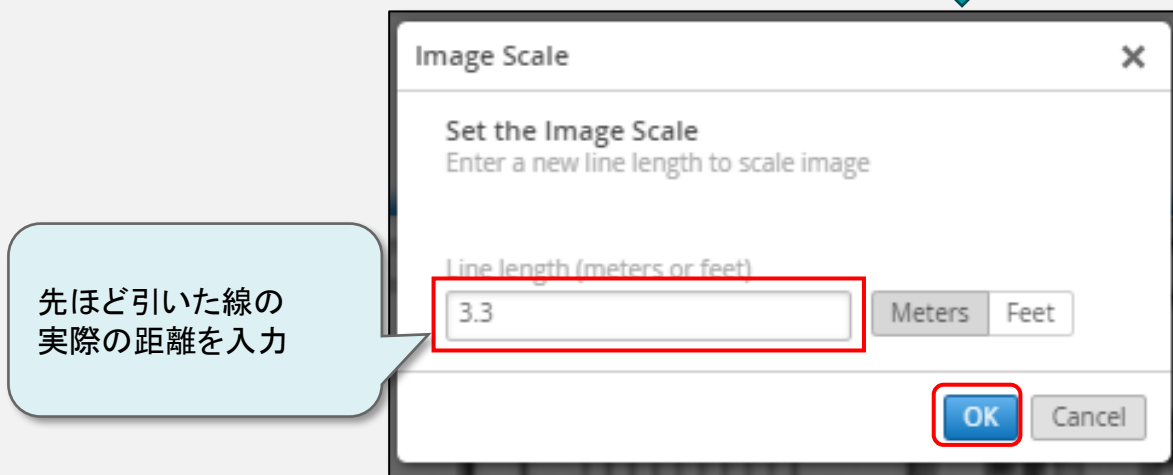 Image Scale
Set the Image Scale
Enter a new line length to scale image
Line length (meters or feet)
3.3
Meters
Feet
先ほど引いた線の
実際の距離を入力
OK
Cancel